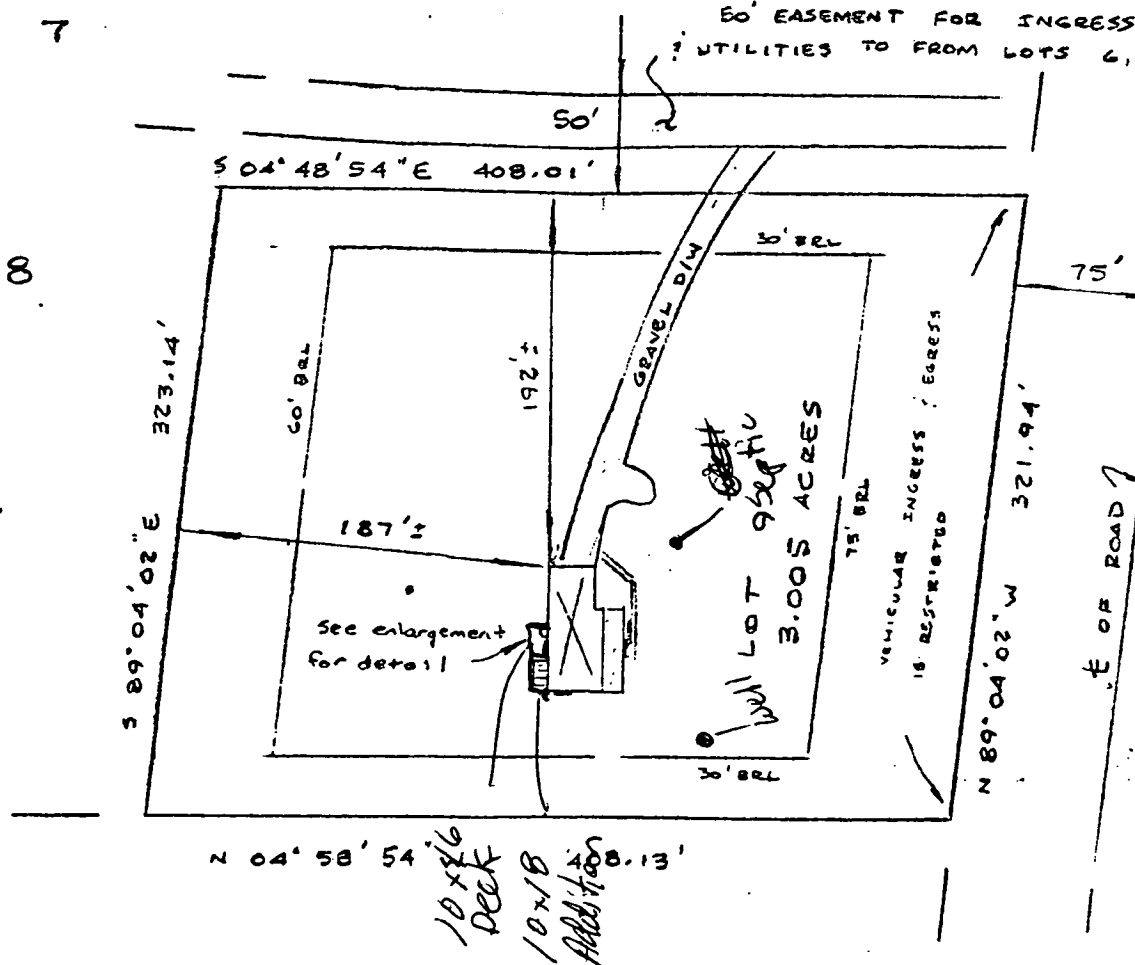 7
50' EASEMENT FOR INGRESS
& UTILITIES TO FROM LOTS 6,
50'
S 04° 48' 54" E 408.01'
8
30' BRL
75'
GRAVEL D/W
323.14'
60' BRL
192'±
VEHICULAR INGRESS & EGRESS
IS RESTRICTED
321.94'
Septic
LOT 9
3.005 ACRES
75' BRL
187'±
S 89° 04' 02" E
See enlargement
for detail
Well
N 89° 04' 02" W
℄ OF ROAD
30' BRL
N 04° 58' 54" 408.13'
10x16
Deck
10x18
Addition